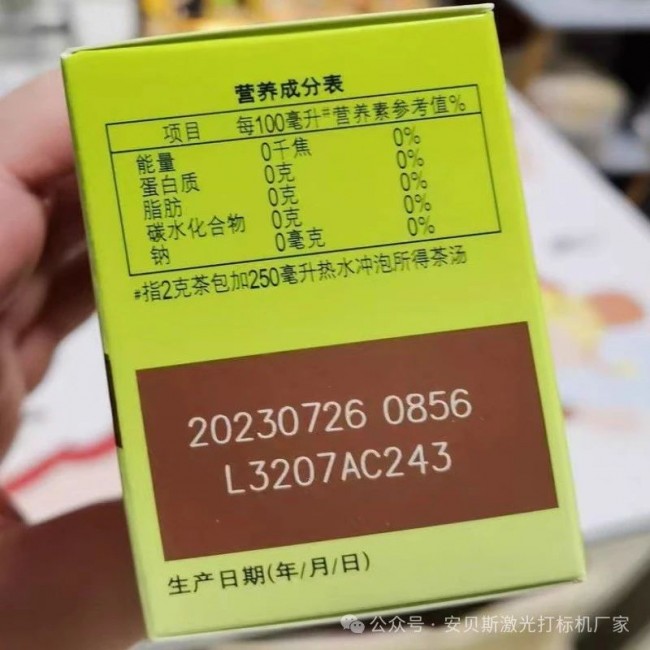 营养成分表
项目 每100毫升# 营养素参考值%
能量 0千焦 0%
蛋白质 0克 0%
脂肪 0克 0%
碳水化合物 0克 0%
钠 0毫克 0%
#指2克茶包加250毫升热水冲泡所得茶汤
20230726 0856
L3207AC243
生产日期(年/月/日)
公众号·安贝斯激光打标机厂家